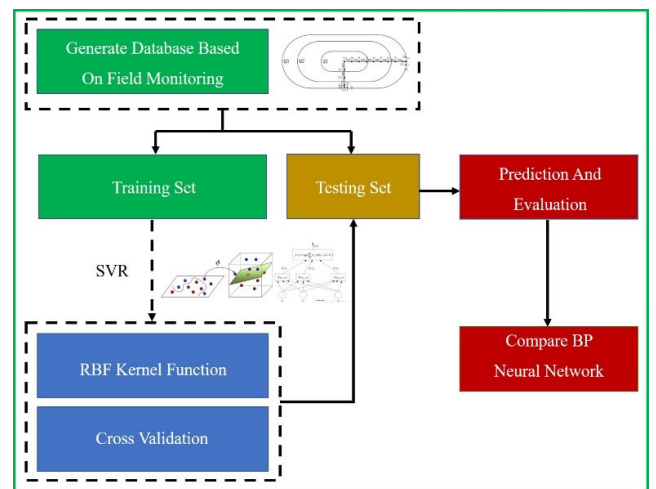 Generate Database Based
On Field Monitoring
Training Set
Testing Set
Prediction And
Evaluation
SVR
RBF Kernel Function
Cross Validation
Compare BP
Neural Network